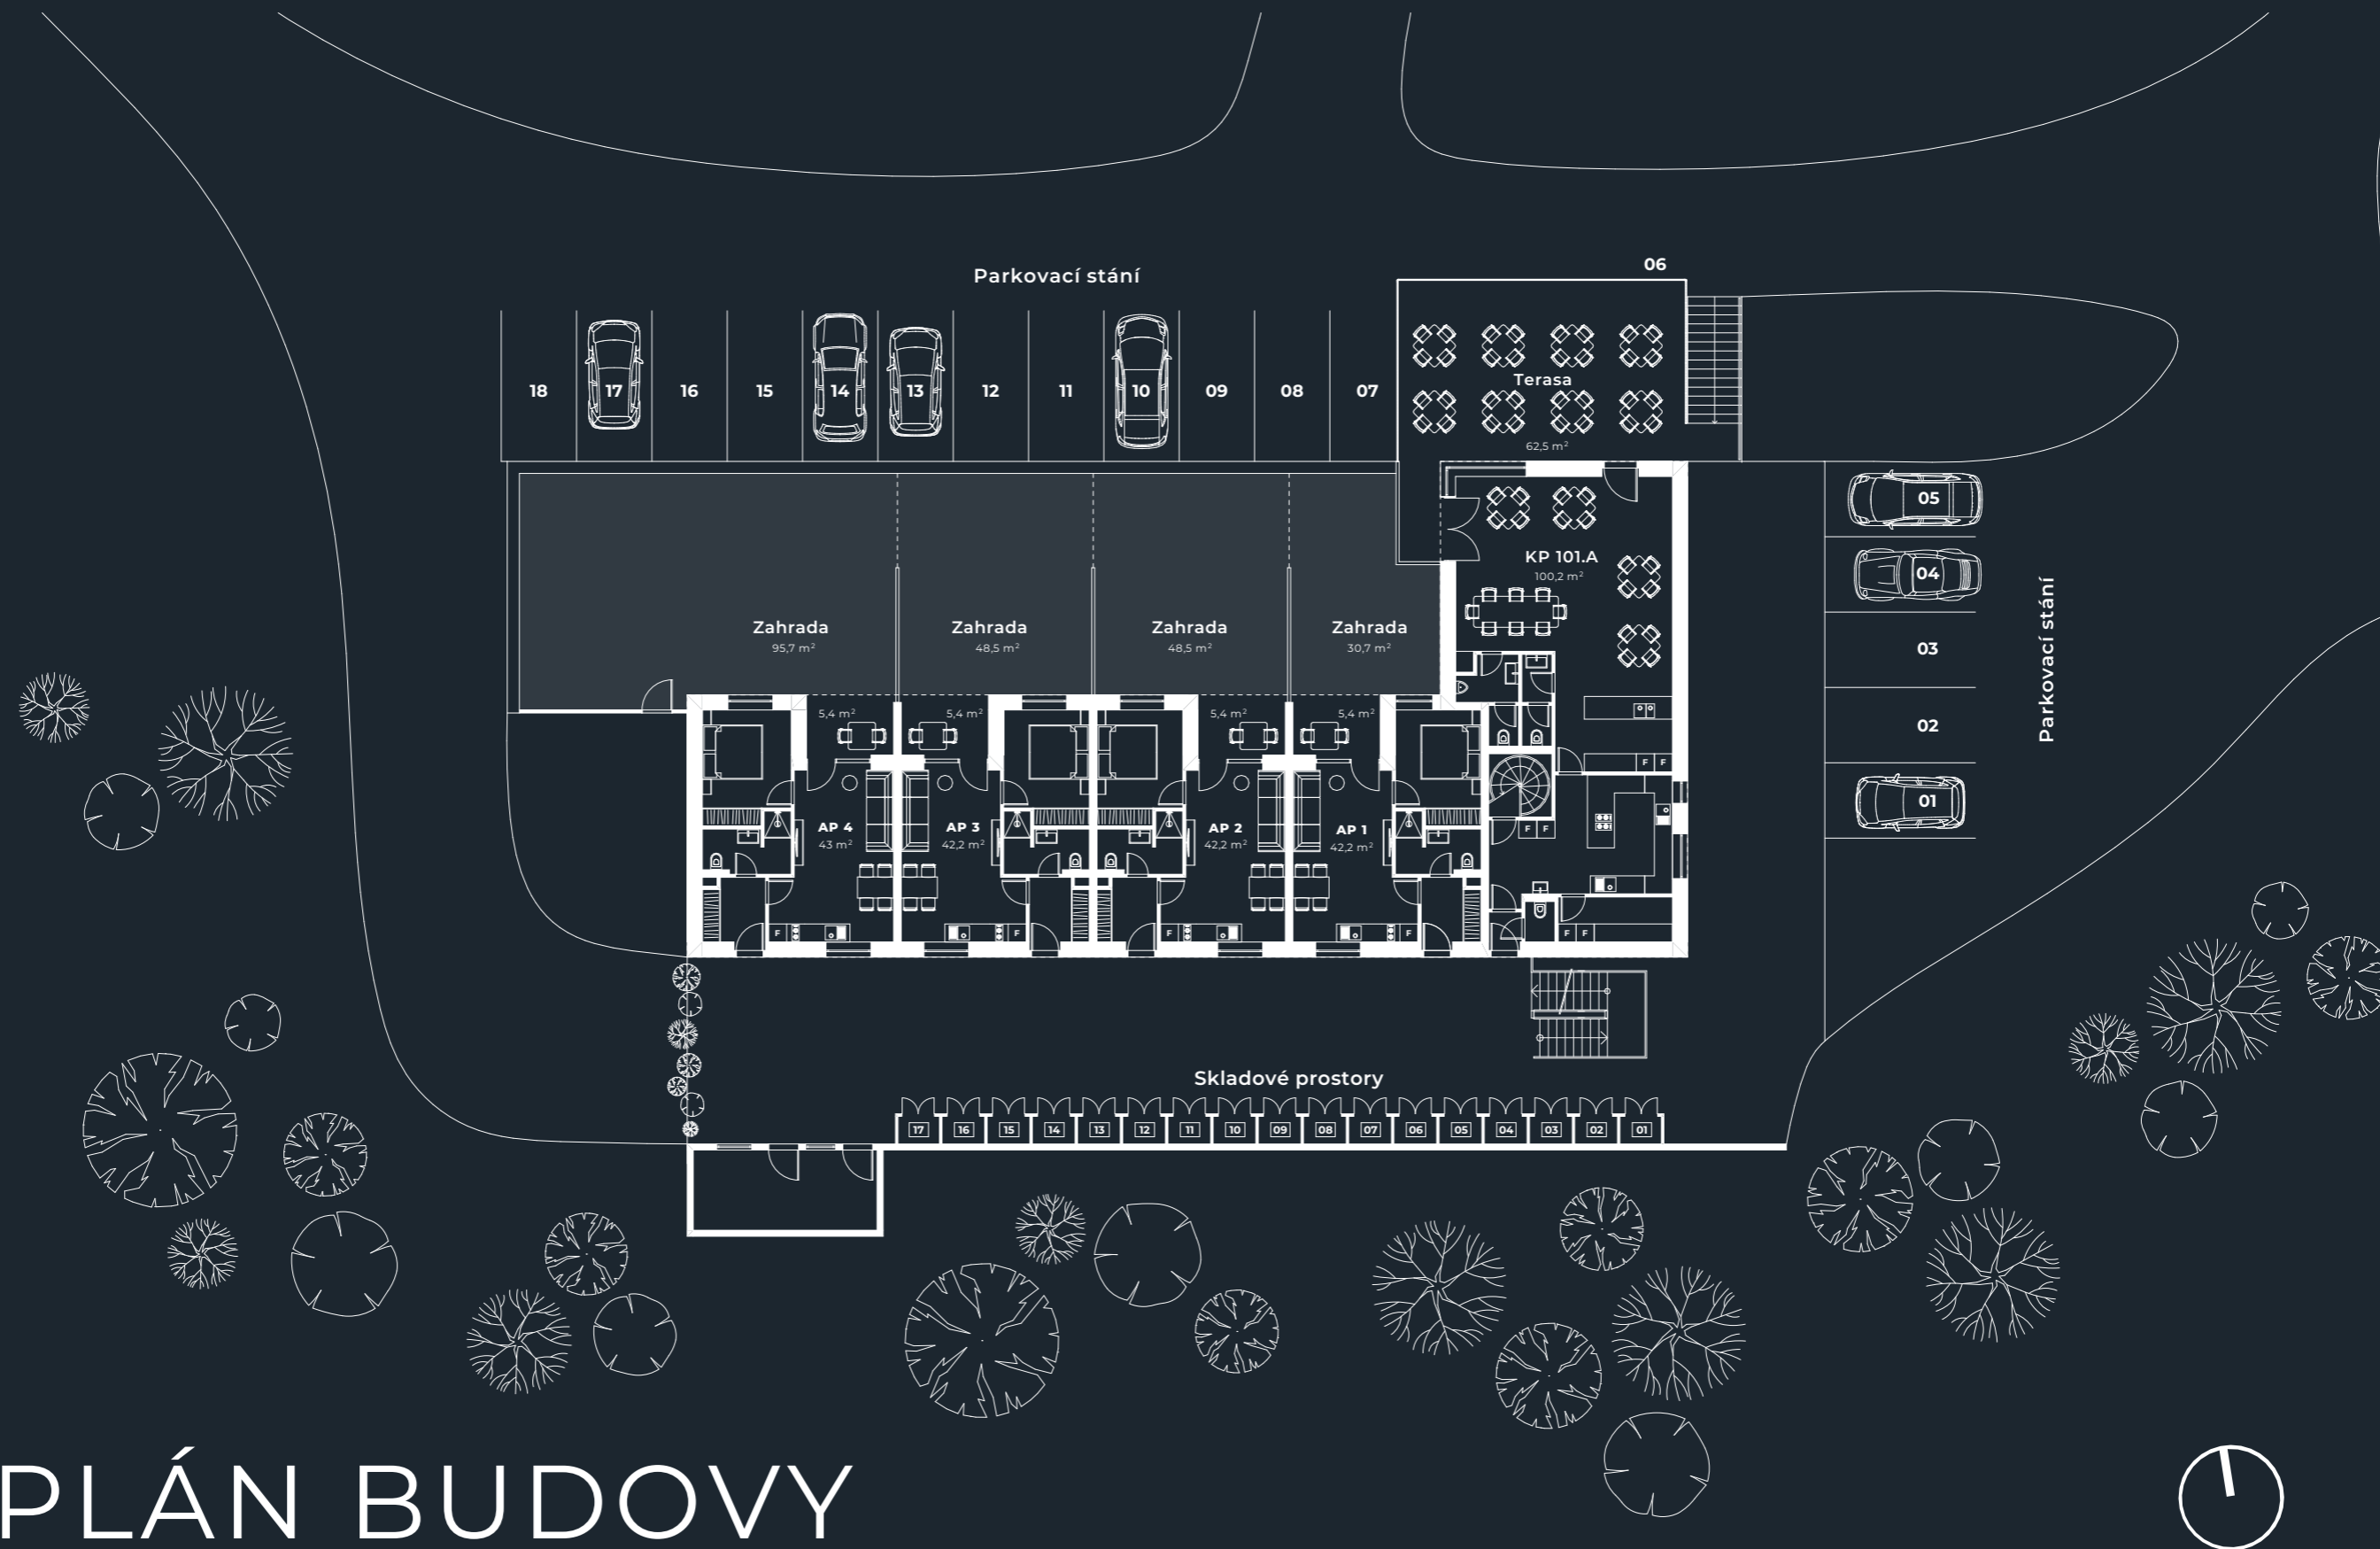 06
Parkovací stání
18 17 16 15 14 13 12 11 10 09 08 07
Terasa
62,5 m²
05
04
03
02
01
Parkovací stání
KP 101.A
100,2 m²
Zahrada
95,7 m²
Zahrada
48,5 m²
Zahrada
48,5 m²
Zahrada
30,7 m²
5,4 m² 5,4 m² 5,4 m² 5,4 m²
F F
F F
AP 4
43 m²
AP 3
42,2 m²
AP 2
42,2 m²
AP 1
42,2 m²
F F F F F F
Skladové prostory
17 16 15 14 13 12 11 10 09 08 07 06 05 04 03 02 01
PLÁN BUDOVY